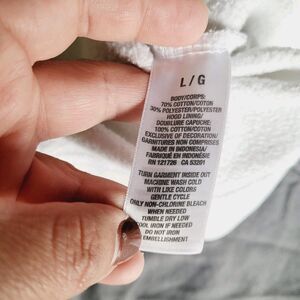 L / G
BODY/CORPS:
70% COTTON/COTON
30% POLYESTER/POLYESTER
HOOD LINING/
DOUBLURE CAPUCHE:
100% COTTON/COTON
EXCLUSIVE OF DECORATION/
GARNITURES NON COMPRISES
MADE IN INDONESIA/
FABRIQUÉ EN INDONÉSIE
RN 121726 CA 53201
TURN GARMENT INSIDE OUT
MACHINE WASH COLD
WITH LIKE COLORS
GENTLE CYCLE
ONLY NON-CHLORINE BLEACH
WHEN NEEDED
TUMBLE DRY LOW
COOL IRON IF NEEDED
DO NOT IRON
EMBELLISHMENT